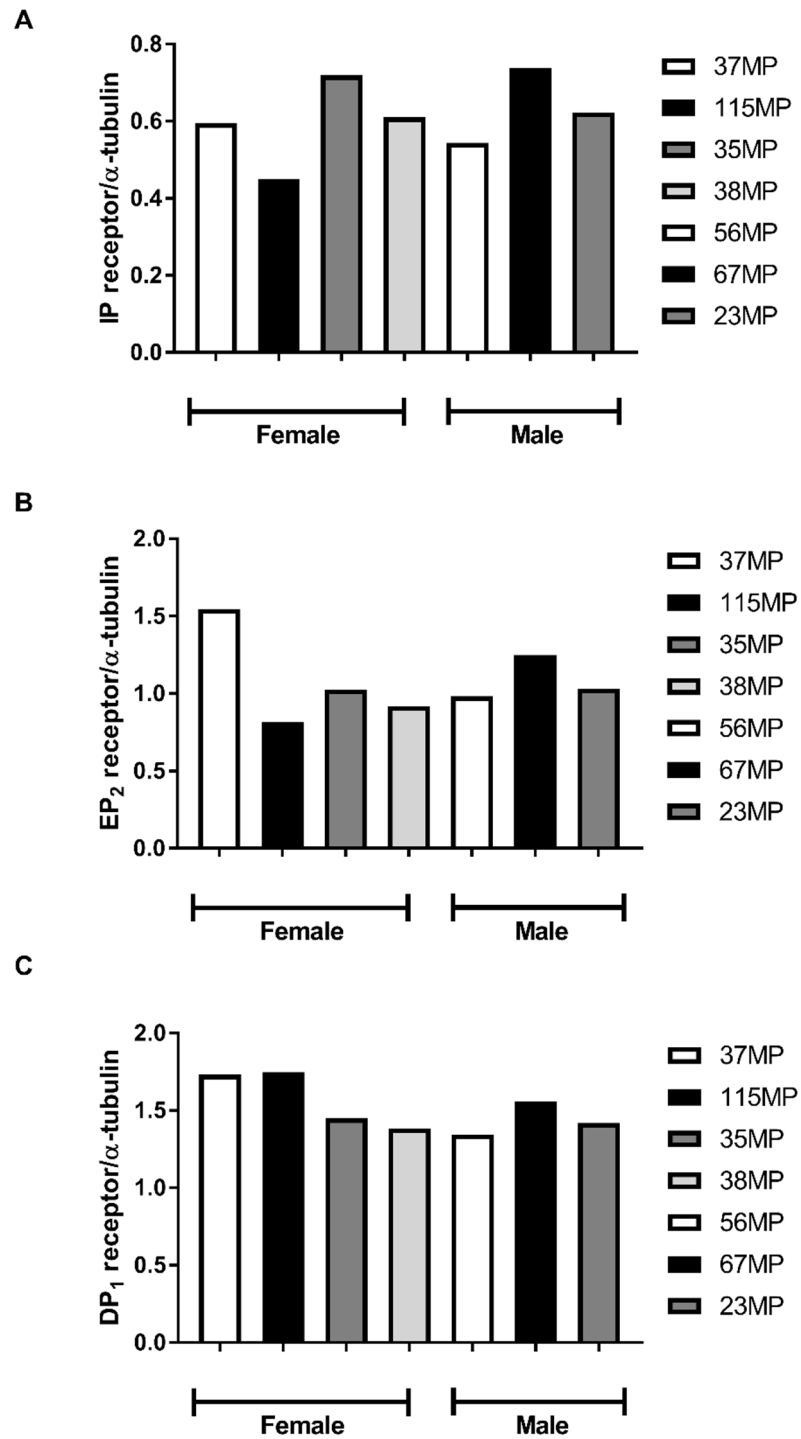 A
IP receptor/α-tubulin
0.8
0.6
0.4
0.2
0.0
Female
Male
37MP
115MP
35MP
38MP
56MP
67MP
23MP
B
EP₂ receptor/α-tubulin
2.0
1.5
1.0
0.5
0.0
Female
Male
37MP
115MP
35MP
38MP
56MP
67MP
23MP
C
DP₁ receptor/α-tubulin
2.0
1.5
1.0
0.5
0.0
Female
Male
37MP
115MP
35MP
38MP
56MP
67MP
23MP